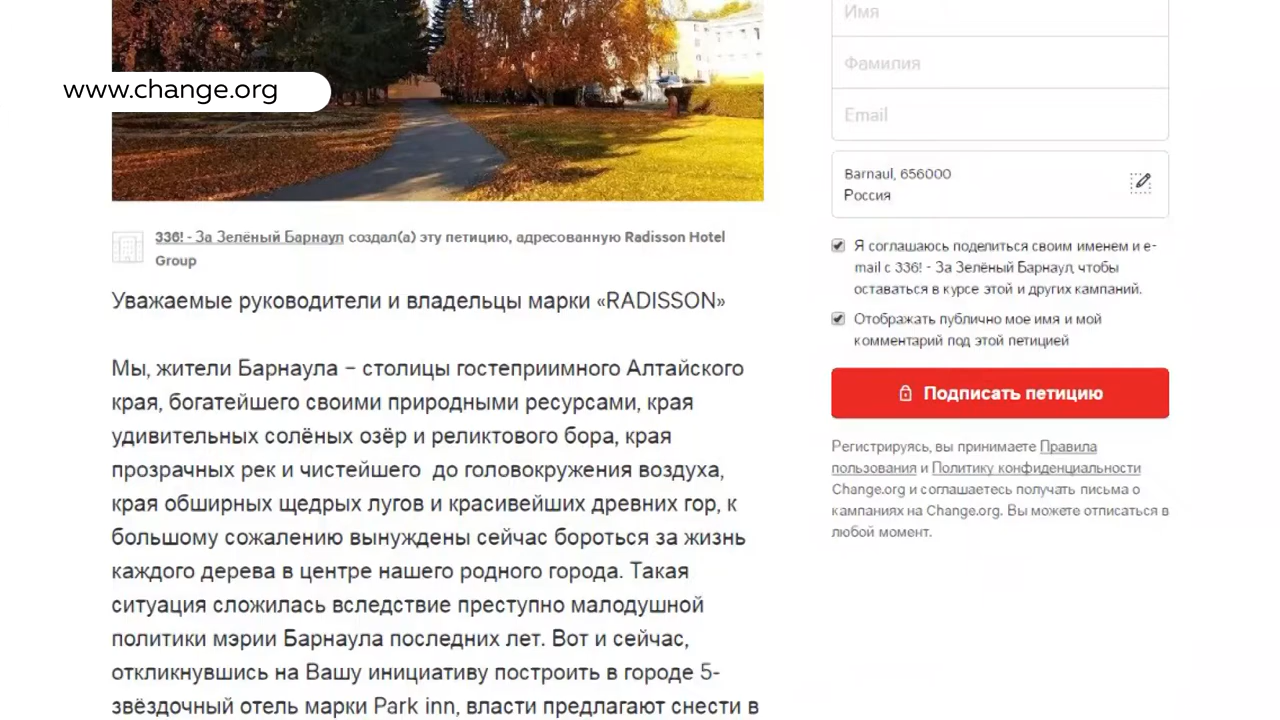 www.change.org
336! - За Зелёный Барнаул создал(а) эту петицию, адресованную Radisson Hotel
Group
Уважаемые руководители и владельцы марки «RADISSON»
Мы, жители Барнаула – столицы гостеприимного Алтайского
края, богатейшего своими природными ресурсами, края
удивительных солёных озёр и реликтового бора, края
прозрачных рек и чистейшего  до головокружения воздуха,
края обширных щедрых лугов и красивейших древних гор, к
большому сожалению вынуждены сейчас бороться за жизнь
каждого дерева в центре нашего родного города. Такая
ситуация сложилась вследствие преступно малодушной
политики мэрии Барнаула последних лет. Вот и сейчас,
откликнувшись на Вашу инициативу построить в городе 5-
звёздочный отель марки Park inn, власти предлагают снести в
Имя
Фамилия
Email
Barnaul, 656000
Россия
Я соглашаюсь поделиться своим именем и e-
mail с 336! - За Зелёный Барнаул, чтобы
оставаться в курсе этой и других кампаний.
Отображать публично мое имя и мой
комментарий под этой петицией
Подписать петицию
Регистрируясь, вы принимаете Правила
пользования и Политику конфиденциальности
Change.org и соглашаетесь получать письма о
кампаниях на Change.org. Вы можете отписаться в
любой момент.